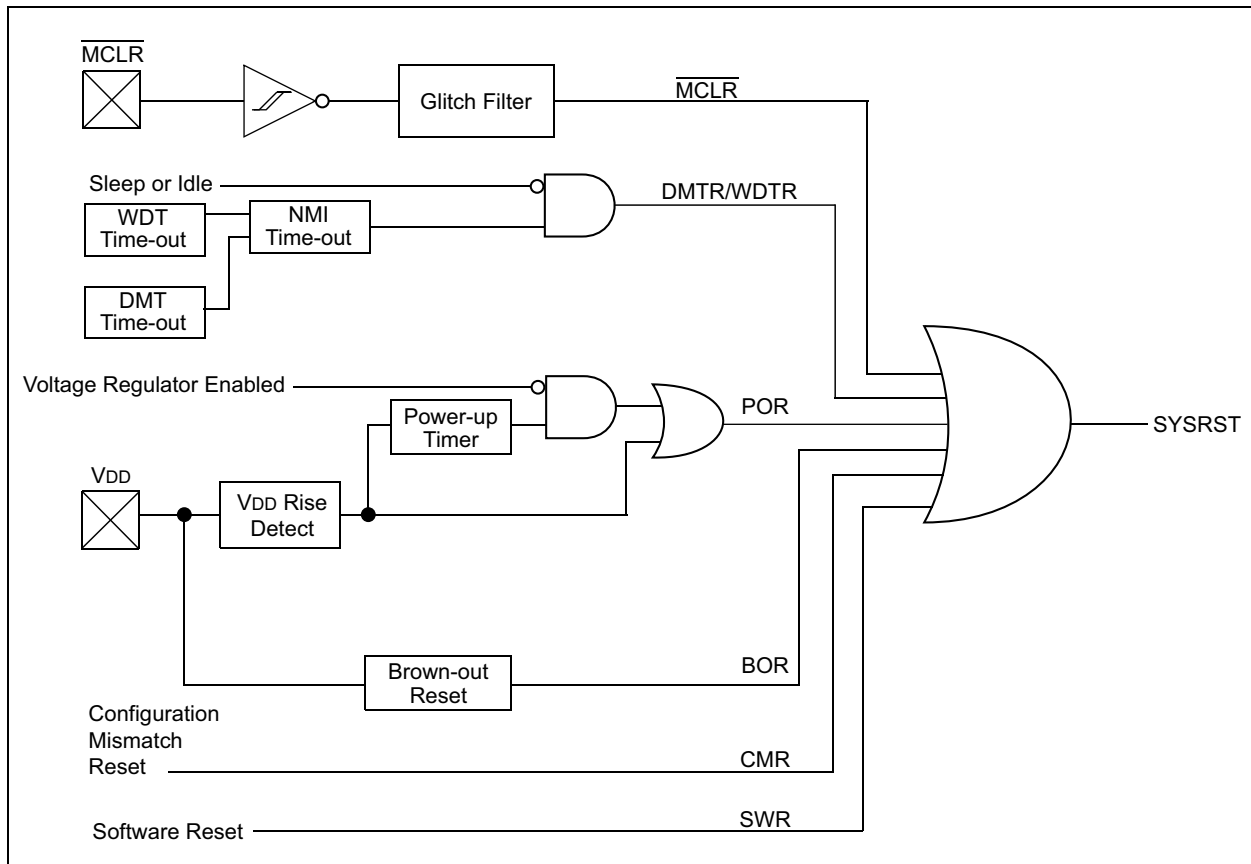 MCLR
Glitch Filter
MCLR
Sleep or Idle
DMTR/WDTR
WDT
Time-out
NMI
Time-out
DMT
Time-out
Voltage Regulator Enabled
Power-up
Timer
POR
SYSRST
VDD
VDD Rise
Detect
Brown-out
Reset
BOR
Configuration
Mismatch
Reset
CMR
Software Reset
SWR